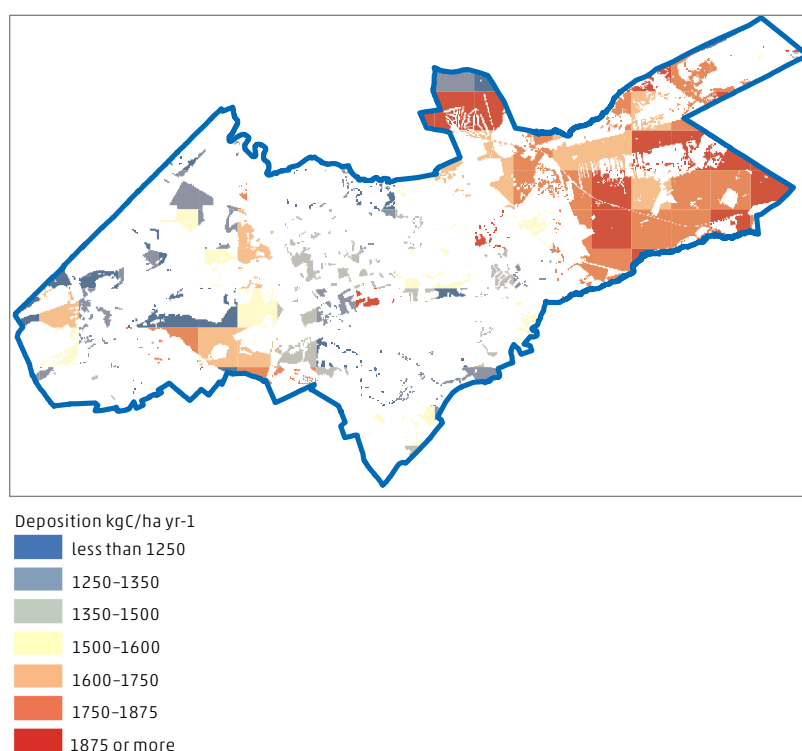 Deposition kgC/ha yr-1
less than 1250
1250–1350
1350–1500
1500–1600
1600–1750
1750–1875
1875 or more